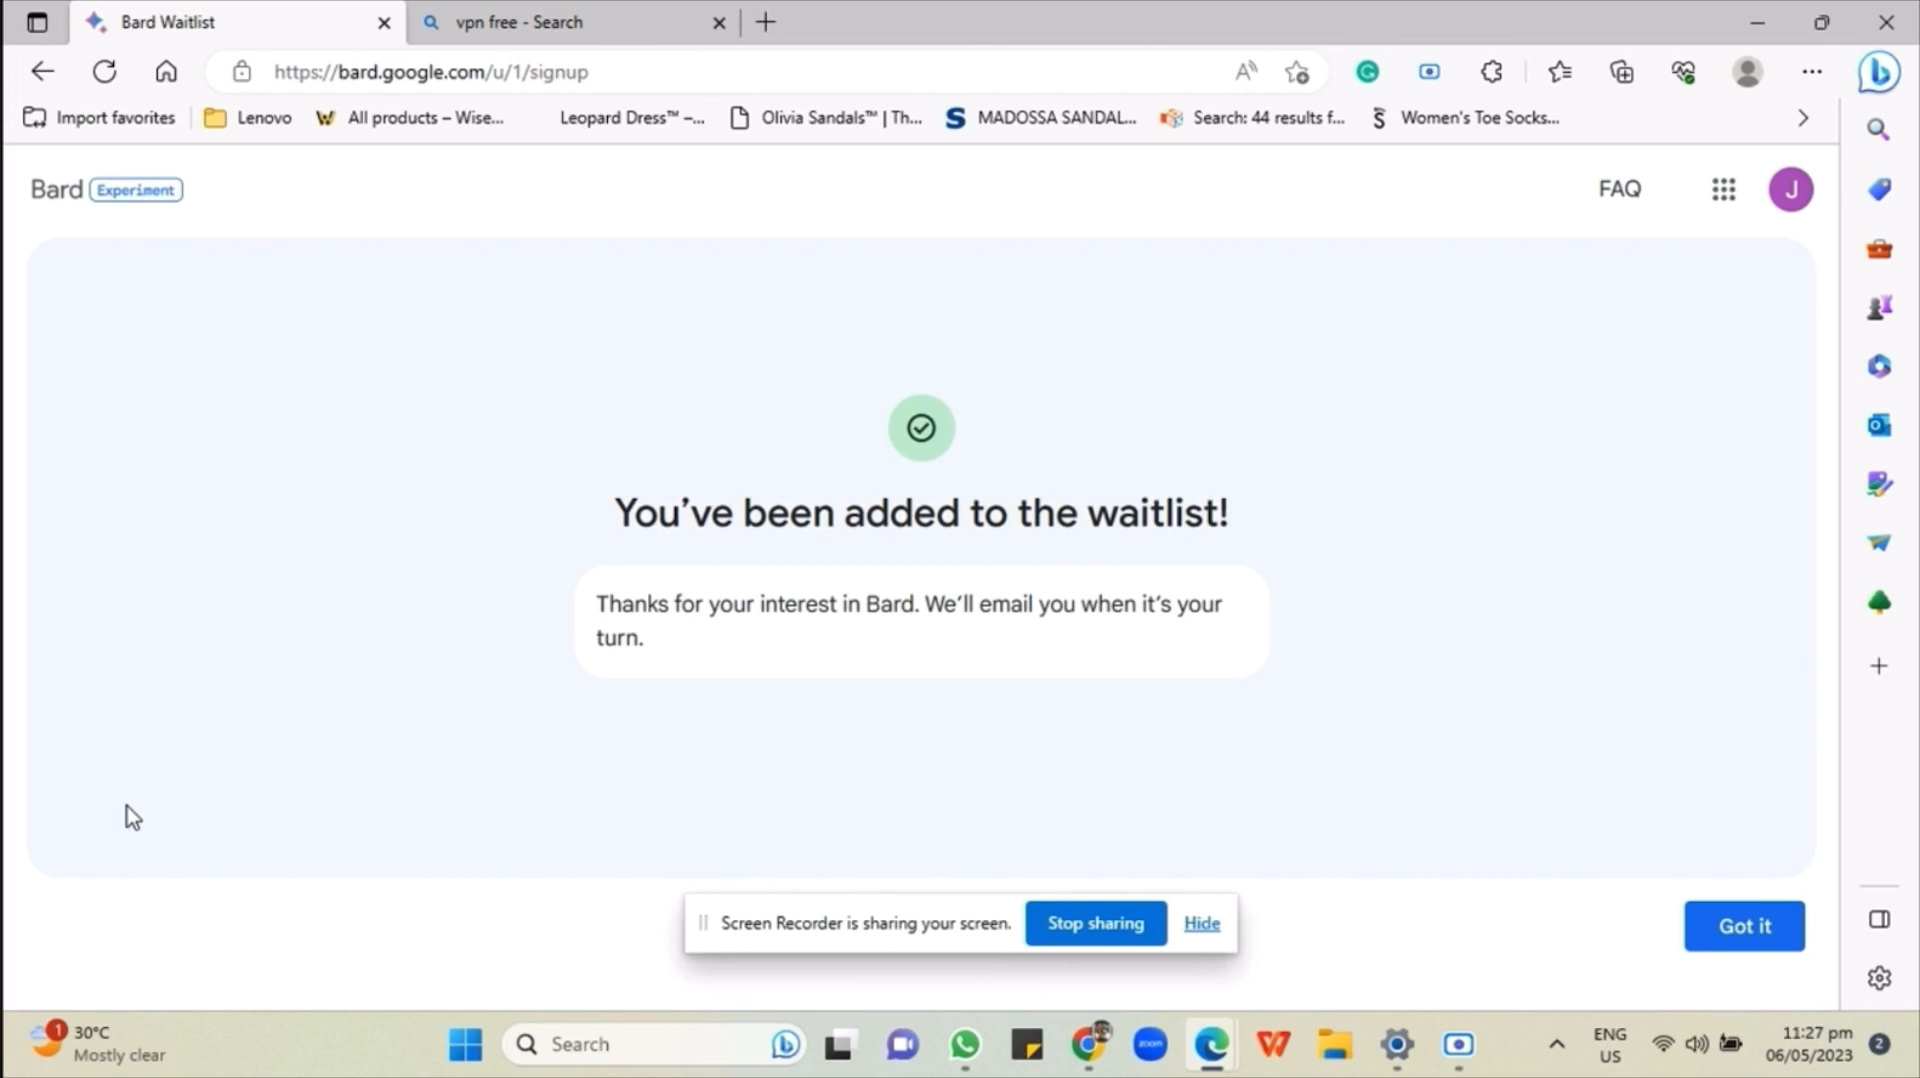 Bard Waitlist
vpn free - Search
https://bard.google.com/u/1/signup
Import favorites
Lenovo
All products – Wise...
Leopard Dress™ –...
Olivia Sandals™ | Th...
MADOSSA SANDAL...
Search: 44 results f...
Women's Toe Socks...
Bard Experiment
FAQ
J
You've been added to the waitlist!
Thanks for your interest in Bard. We'll email you when it's your
turn.
Screen Recorder is sharing your screen.
Stop sharing
Hide
Got it
1
30°C
Mostly clear
Search
zoom
ENG
US
11:27 pm
06/05/2023
2